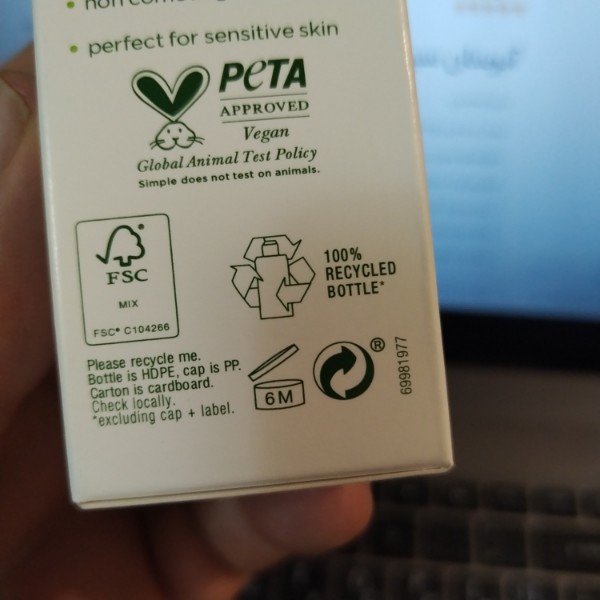 • non
• perfect for sensitive skin
PETA
APPROVED
Vegan
Global Animal Test Policy
Simple does not test on animals.
FSC
MIX
FSC® C104266
100%
RECYCLED
BOTTLE*
Please recycle me.
Bottle is HDPE, cap is PP.
Carton is cardboard.
Check locally.
*excluding cap + label.
6M
®
69981977